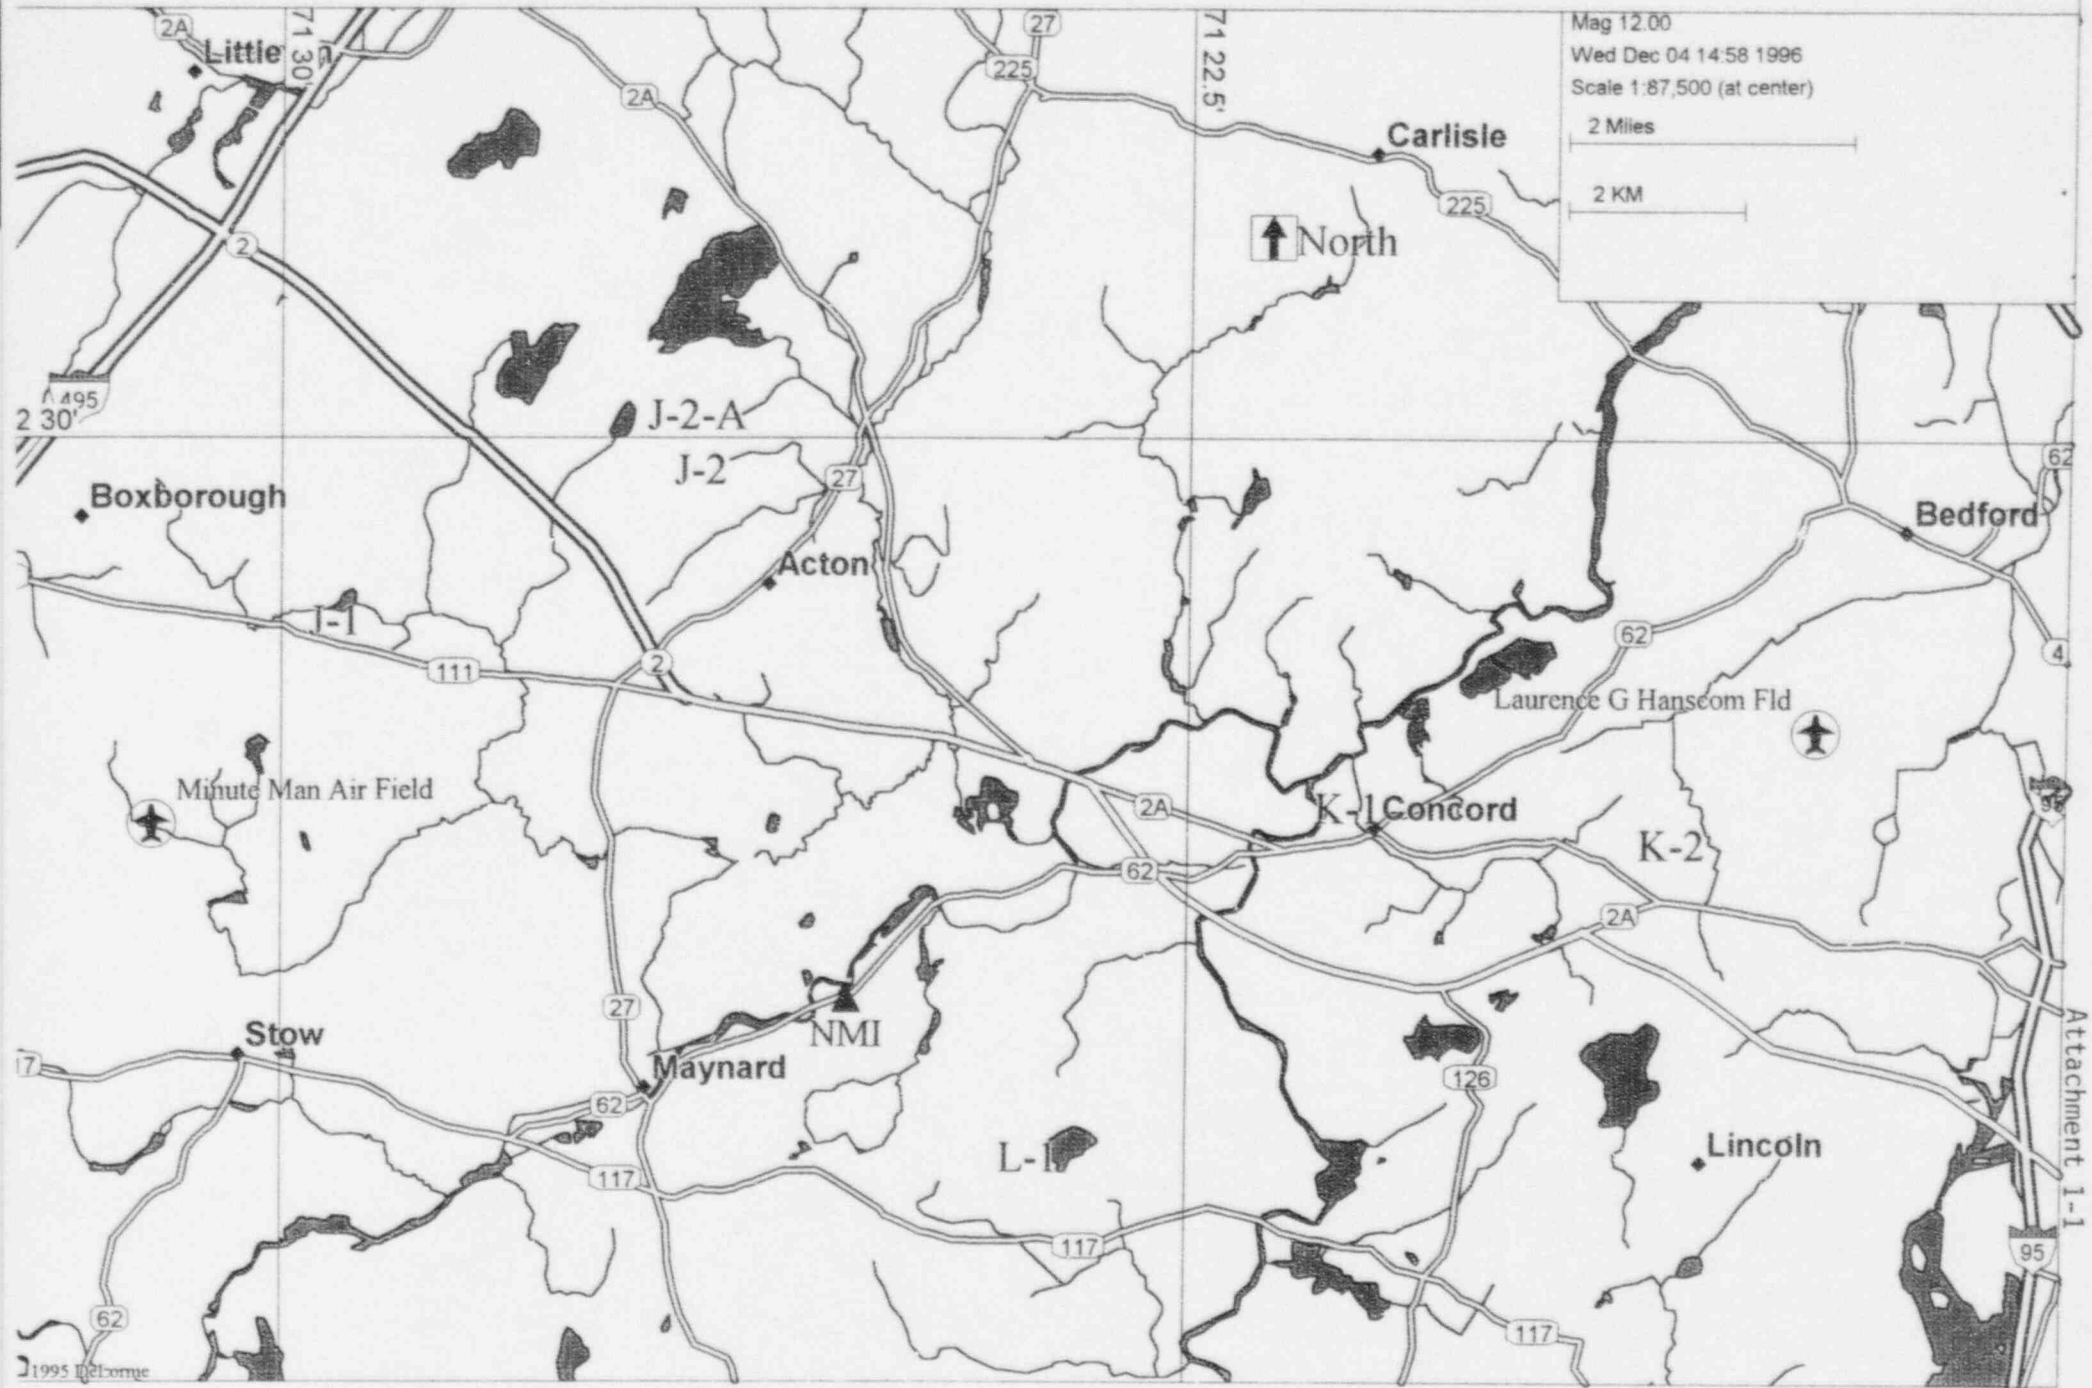 Mag 12.00
Wed Dec 04 14:58 1996
Scale 1:87,500 (at center)
2 Miles
2 KM
2A
27
71 30'
71 22.5'
225
2A
Carlisle
225
North
2
495
2 30'
J-2-A
J-2
27
62
Boxborough
Bedford
Acton
J-1
62
4
2
111
Laurence G Hanscom Fld
Minute Man Air Field
2A
K-1
Concord
K-2
62
2A
27
NMI
Stow
17
Maynard
62
126
Attachment 1-1
L-1
Lincoln
117
117
95
62
117
1995 DeLorme